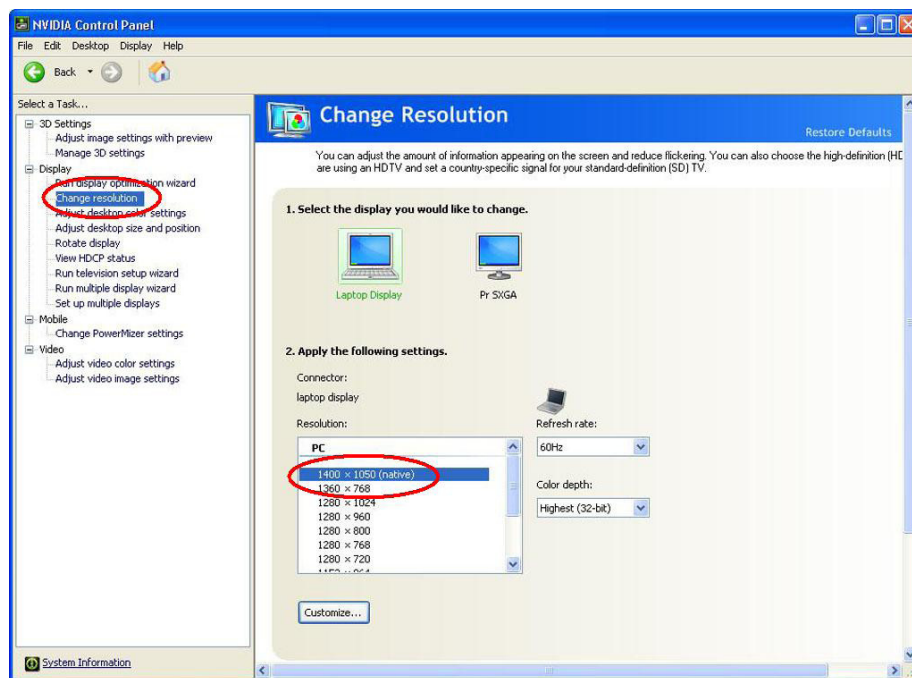 NVIDIA Control Panel
File Edit Desktop Display Help
Back
Select a Task...
3D Settings
Adjust image settings with preview
Manage 3D settings
Display
Run display optimization wizard
Change resolution
Adjust desktop color settings
Adjust desktop size and position
Rotate display
View HDCP status
Run television setup wizard
Run multiple display wizard
Set up multiple displays
Mobile
Change PowerMizer settings
Video
Adjust video color settings
Adjust video image settings
System Information
Change Resolution
Restore Defaults
You can adjust the amount of information appearing on the screen and reduce flickering. You can also choose the high-definition (HD
are using an HDTV and set a country-specific signal for your standard-definition (SD) TV.
1. Select the display you would like to change.
Laptop Display
Pr SXGA
2. Apply the following settings.
Connector:
laptop display
Resolution:
PC
1400 × 1050 (native)
1360 × 768
1280 × 1024
1280 × 960
1280 × 800
1280 × 768
1280 × 720
Refresh rate:
60Hz
Color depth:
Highest (32-bit)
Customize...